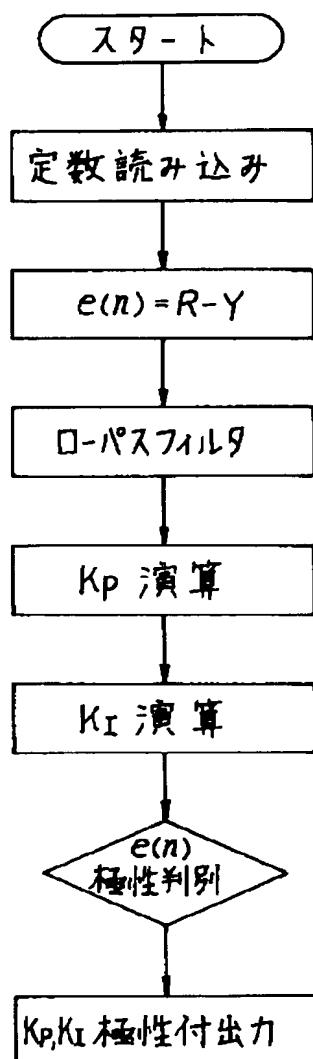 スタート
定数読み込み
e(n)=R-Y
ローパスフィルタ
KP 演算
KI 演算
e(n)
極性判別
KP,KI 極性付出力